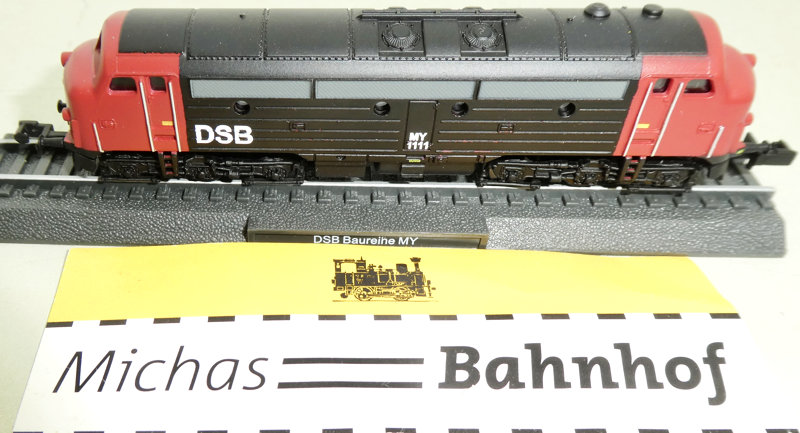 DSB
MY
1111
DSB Baureihe MY
Michas Bahnhof